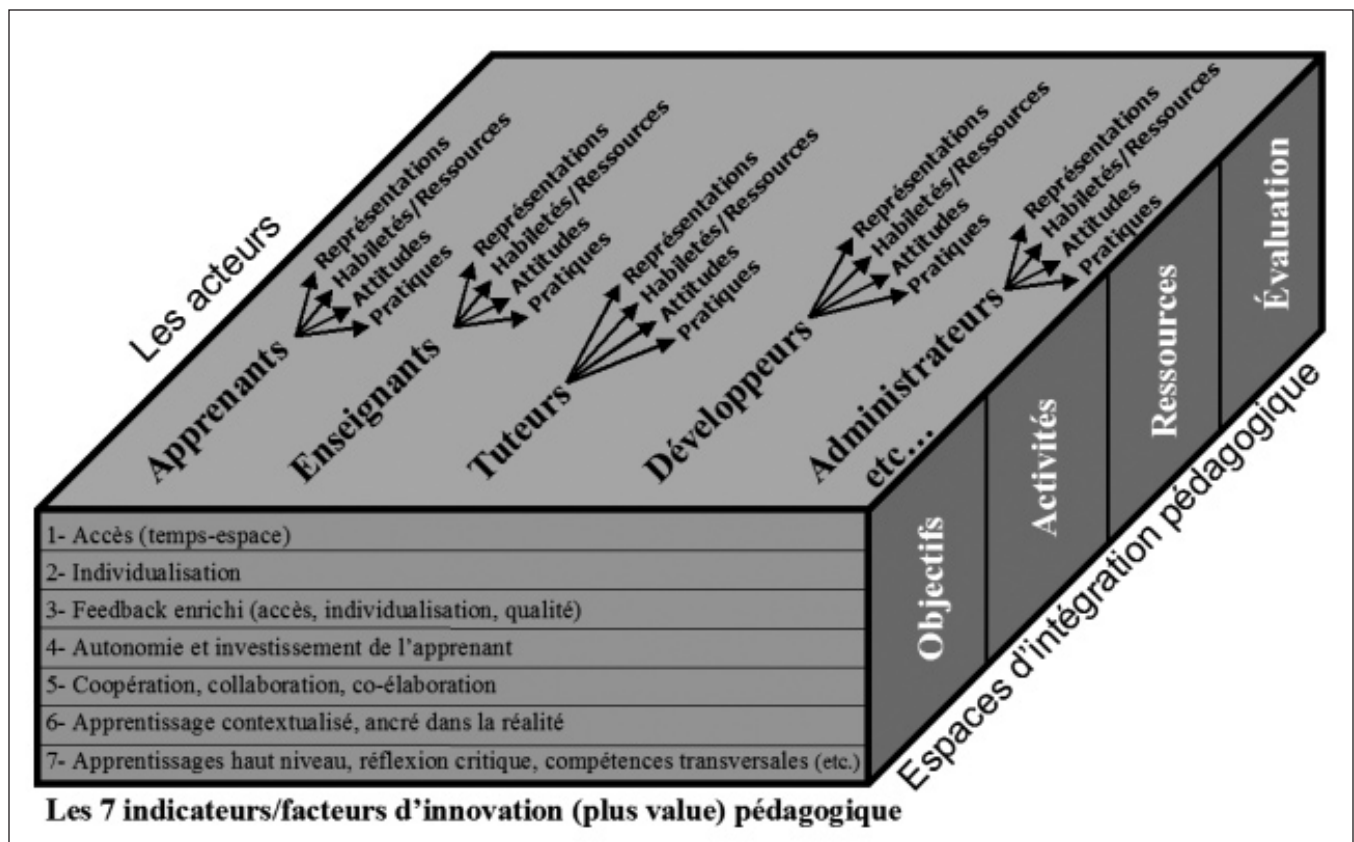 Les acteurs
Apprenants
Représentations
Habiletés/Ressources
Attitudes
Pratiques
Enseignants
Représentations
Habiletés/Ressources
Attitudes
Pratiques
Tuteurs
Représentations
Habiletés/Ressources
Attitudes
Pratiques
Développeurs
Représentations
Habiletés/Ressources
Attitudes
Pratiques
Administrateurs
Représentations
Habiletés/Ressources
Attitudes
Pratiques
etc...
Objectifs
Activités
Ressources
Évaluation
Espaces d'intégration pédagogique
1- Accès (temps-espace)
2- Individualisation
3- Feedback enrichi (accès, individualisation, qualité)
4- Autonomie et investissement de l'apprenant
5- Coopération, collaboration, co-élaboration
6- Apprentissage contextualisé, ancré dans la réalité
7- Apprentissages haut niveau, réflexion critique, compétences transversales (etc.)
Les 7 indicateurs/facteurs d'innovation (plus value) pédagogique